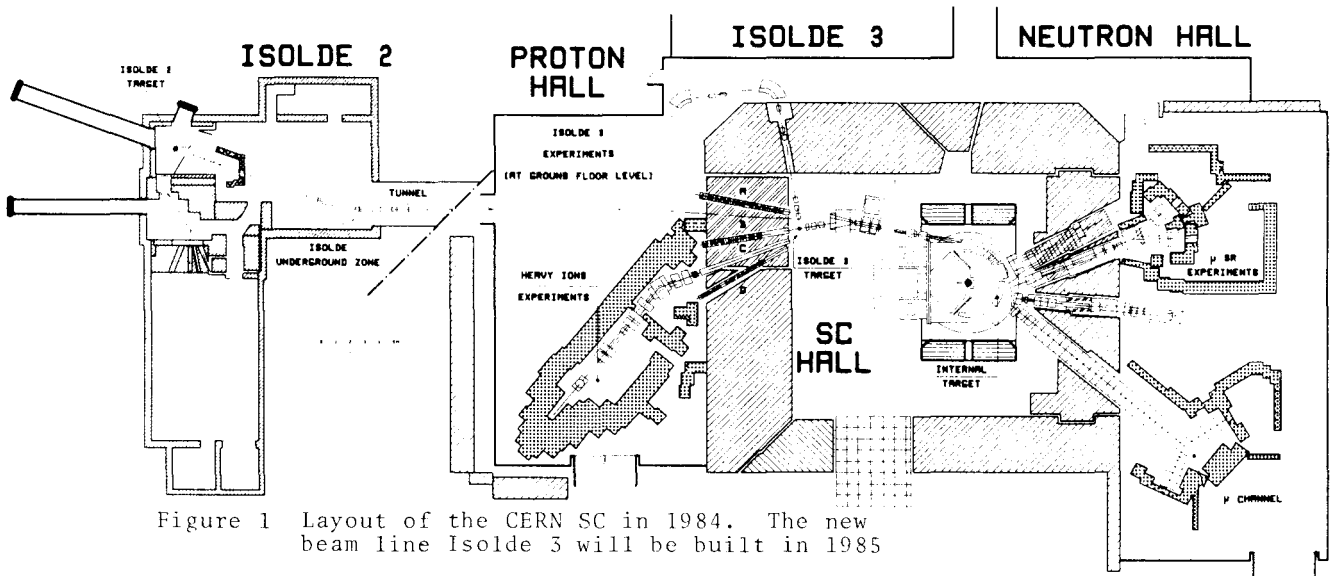 ISOLDE 2
ISOLDE 2
TARGET
PROTON
HALL
ISOLDE 3
NEUTRON HALL
ISOLDE 3
EXPERIMENTS
(AT GROUND FLOOR LEVEL)
TUNNEL
ISOLDE
UNDERGROUND ZONE
HEAVY IONS
EXPERIMENTS
A
B
C
D
ISOLDE 3
TARGET
SC
HALL
INTERNAL
TARGET
μ SR
EXPERIMENTS
μ CHANNEL
Figure 1 Layout of the CERN SC in 1984. The new
beam line Isolde 3 will be built in 1985